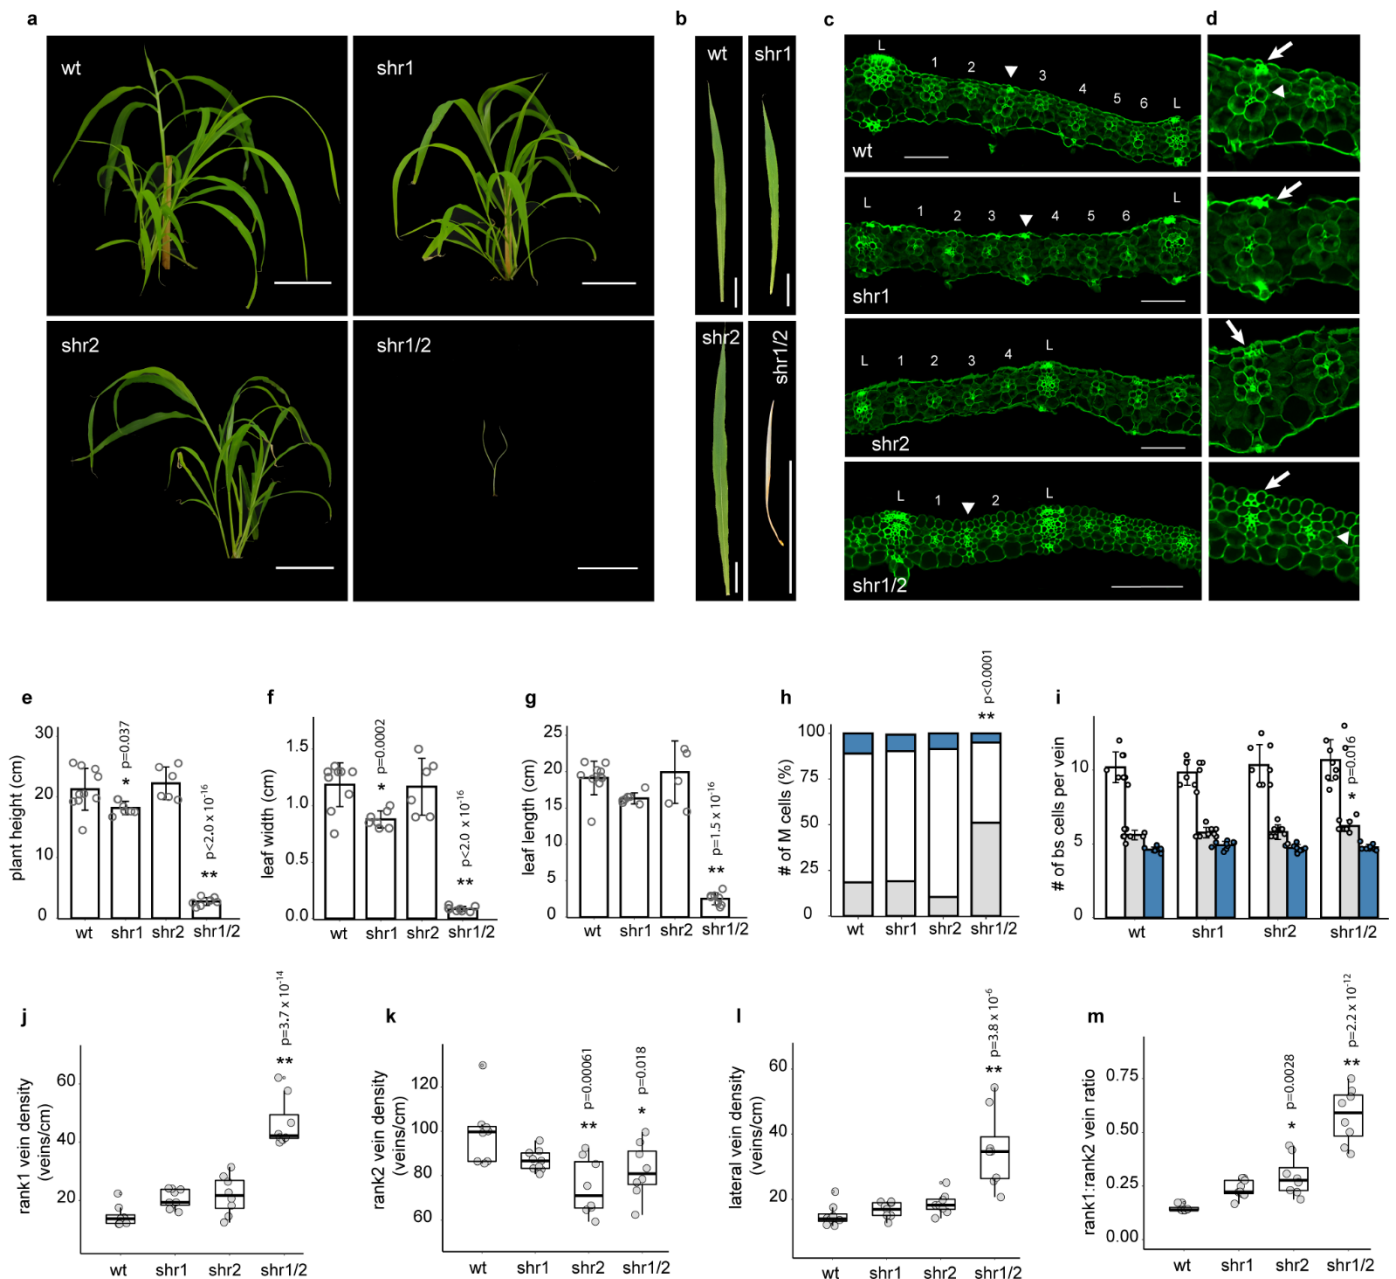 a
wt
shr1
shr2
shr1/2
b
wt
shr1
shr2
shr1/2
c
L 1 2 3 4 5 6 L
wt
L 1 2 3 4 5 6 L
shr1
L 1 2 3 4 L
shr2
L 1 2 L
shr1/2
d
e
plant height (cm)
30
20
10
0
* p=0.037
** p<2.0 x 10-16
wt shr1 shr2 shr1/2
f
leaf width (cm)
1.5
1.0
0.5
0.0
* p=0.0002
** p<2.0 x 10-16
wt shr1 shr2 shr1/2
g
leaf length (cm)
25
20
15
10
5
0
** p=1.5 x 10-16
wt shr1 shr2 shr1/2
h
# of M cells (%)
100
75
50
25
0
** p<0.0001
wt shr1 shr2 shr1/2
i
# of bs cells per vein
10
5
0
* p=0.016
wt shr1 shr2 shr1/2
j
rank1 vein density
(veins/cm)
60
40
20
** p=3.7 x 10-14
wt shr1 shr2 shr1/2
k
rank2 vein density
(veins/cm)
120
100
80
60
** p=0.00061
* p=0.018
wt shr1 shr2 shr1/2
l
lateral vein density
(veins/cm)
60
40
20
** p=3.8 x 10-6
wt shr1 shr2 shr1/2
m
rank1:rank2 vein ratio
0.75
0.50
0.25
0.00
* p=0.0028
** p=2.2 x 10-12
wt shr1 shr2 shr1/2